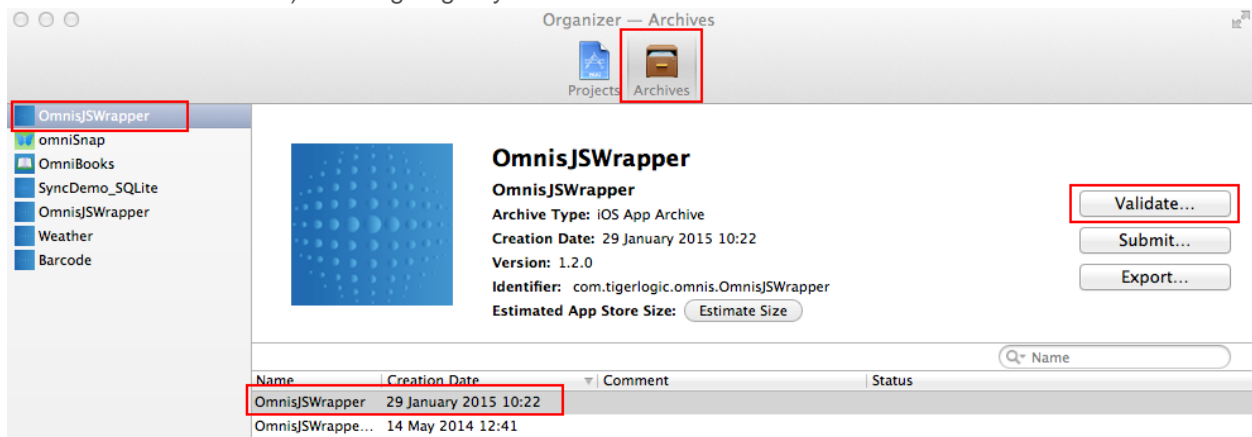 Organizer — Archives
Projects Archives
OmnisJSWrapper
omniSnap
OmniBooks
SyncDemo_SQLite
OmnisJSWrapper
Weather
Barcode
OmnisJSWrapper
OmnisJSWrapper
Archive Type: iOS App Archive
Creation Date: 29 January 2015 10:22
Version: 1.2.0
Identifier: com.tigerlogic.omnis.OmnisJSWrapper
Estimated App Store Size: Estimate Size
Validate...
Submit...
Export...
Name
Name Creation Date Comment Status
OmnisJSWrapper 29 January 2015 10:22
OmnisJSWrappe... 14 May 2014 12:41